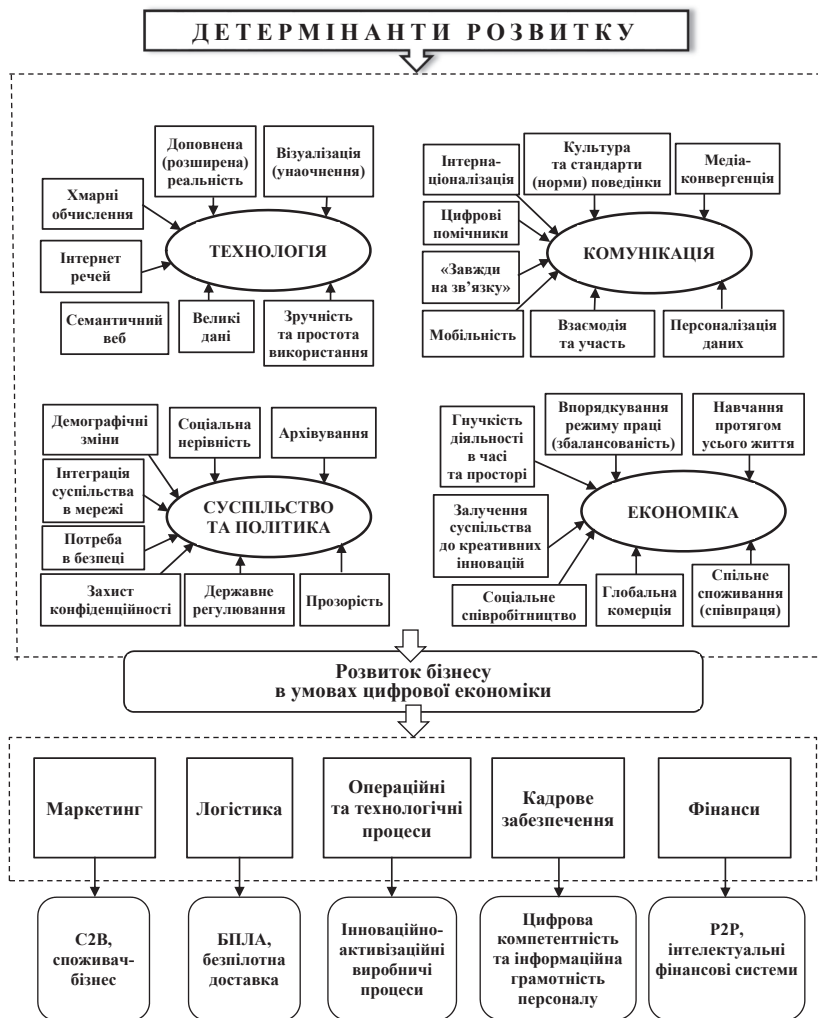 ДЕТЕРМІНАНТИ РОЗВИТКУ
Доповнена
(розширена)
реальність
Візуалізація
(унаочнення)
Хмарні
обчислення
Інтернет
речей
Семантичний
веб
Великі
дані
Зручність
та простота
використання
ТЕХНОЛОГІЯ
Інтерна-
ціоналізація
Культура
та стандарти
(норми) поведінки
Медіа-
конвергенція
Цифрові
помічники
«Завжди
на зв’язку»
Мобільність
Взаємодія
та участь
Персоналізація
даних
КОМУНІКАЦІЯ
Демографічні
зміни
Соціальна
нерівність
Архівування
Інтеграція
суспільства
в мережі
Потреба
в безпеці
Захист
конфіденційності
Державне
регулювання
Прозорість
СУСПІЛЬСТВО
ТА ПОЛІТИКА
Гнучкість
діяльності
в часі
та просторі
Впорядкування
режиму праці
(збалансованість)
Навчання
протягом
усього життя
Залучення
суспільства
до креативних
інновацій
Соціальне
співробітництво
Глобальна
комерція
Спільне
споживання
(співпраця)
ЕКОНОМІКА
Розвиток бізнесу
в умовах цифрової економіки
Маркетинг
Логістика
Операційні
та технологічні
процеси
Кадрове
забезпечення
Фінанси
С2В,
споживач-
бізнес
БПЛА,
безпілотна
доставка
Інноваційно-
активізаційні
виробничі
процеси
Цифрова
компетентність
та інформаційна
грамотність
персоналу
Р2Р,
інтелектуальні
фінансові системи